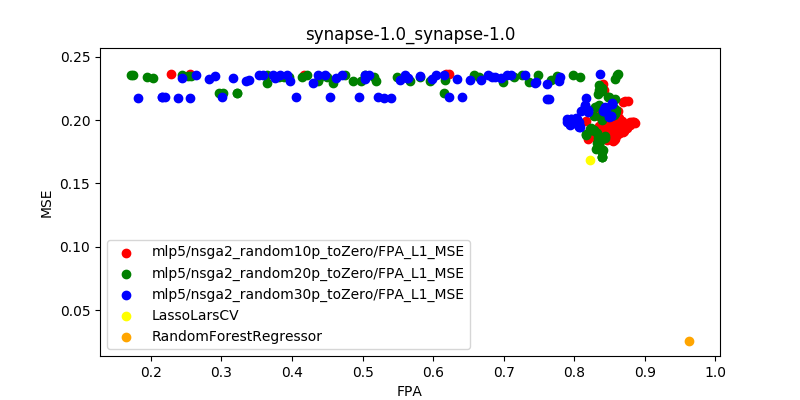 synapse-1.0_synapse-1.0
0.25
0.20
0.15
0.10
0.05
MSE
mlp5/nsga2_random10p_toZero/FPA_L1_MSE
mlp5/nsga2_random20p_toZero/FPA_L1_MSE
mlp5/nsga2_random30p_toZero/FPA_L1_MSE
LassoLarsCV
RandomForestRegressor
0.2 0.3 0.4 0.5 0.6 0.7 0.8 0.9 1.0
FPA